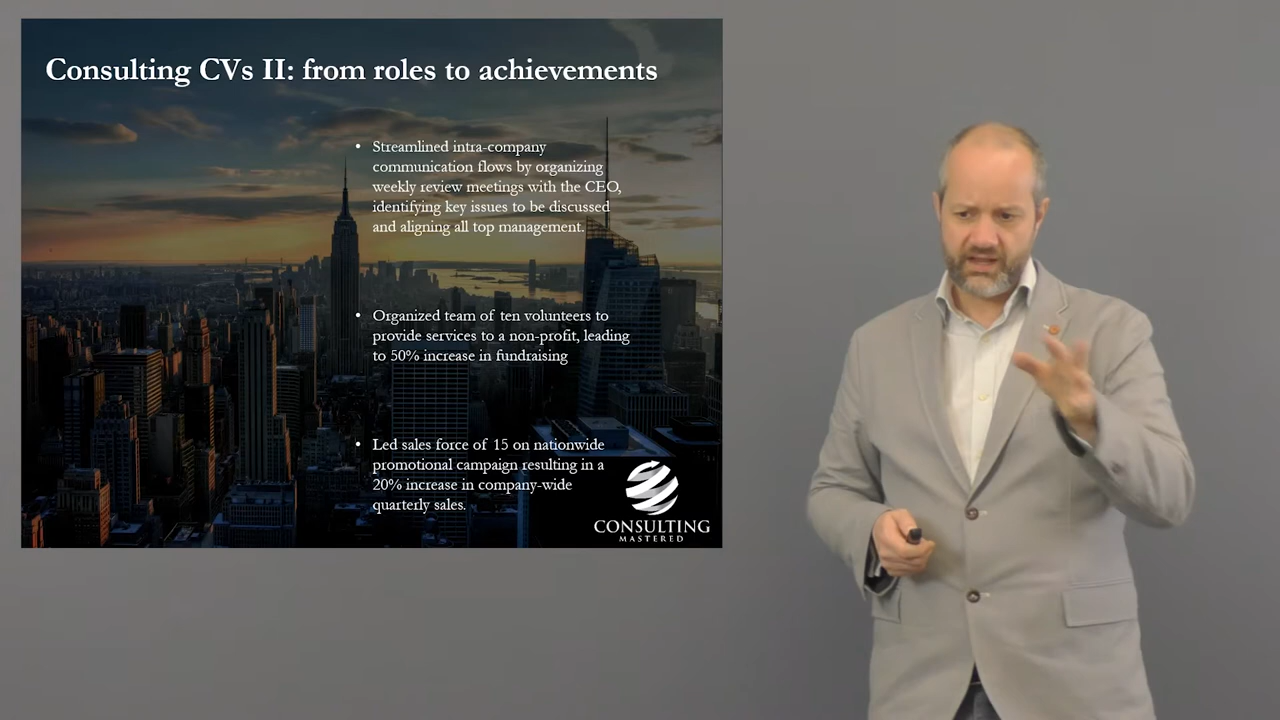 Consulting CVs II: from roles to achievements
• Streamlined intra-company
communication flows by organizing
weekly review meetings with the CEO,
identifying key issues to be discussed
and aligning all top management.
• Organized team of ten volunteers to
provide services to a non-profit, leading
to 50% increase in fundraising
• Led sales force of 15 on nationwide
promotional campaign resulting in a
20% increase in company-wide
quarterly sales.
CONSULTING
MASTERED